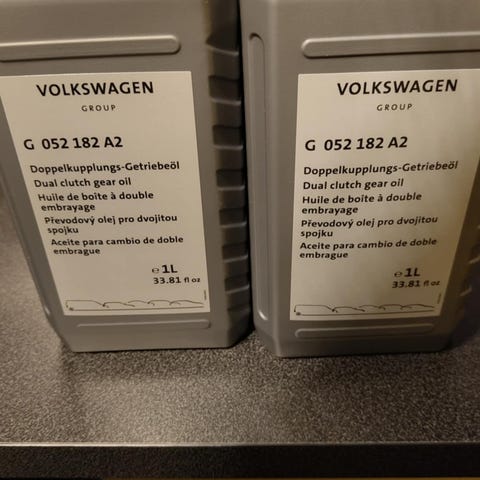 VOLKSWAGEN
GROUP
G 052 182 A2
Doppelkupplungs-Getriebeöl
Dual clutch gear oil
Huile de boîte à double
embrayage
Převodový olej pro dvojitou
spojku
Aceite para cambio de doble
embrague
e 1L
33.81 fl oz
VOLKSWAGEN
GROUP
G 052 182 A2
Doppelkupplungs-Getriebeöl
Dual clutch gear oil
Huile de boîte à double
embrayage
Převodový olej pro dvojitou
spojku
Aceite para cambio de doble
embrague
e 1L
33.81 fl oz